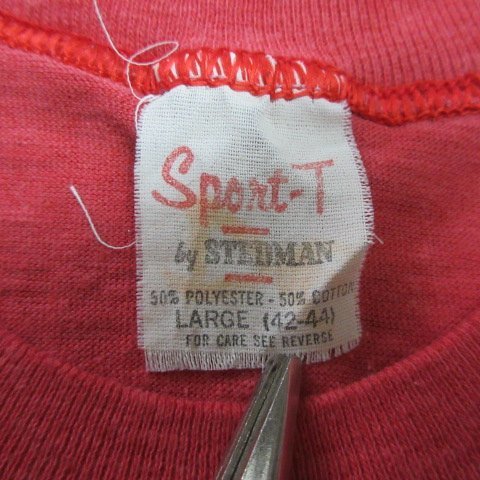 Sport-T
by STEDMAN
50% POLYESTER - 50% COTTON
LARGE (42-44)
FOR CARE SEE REVERSE